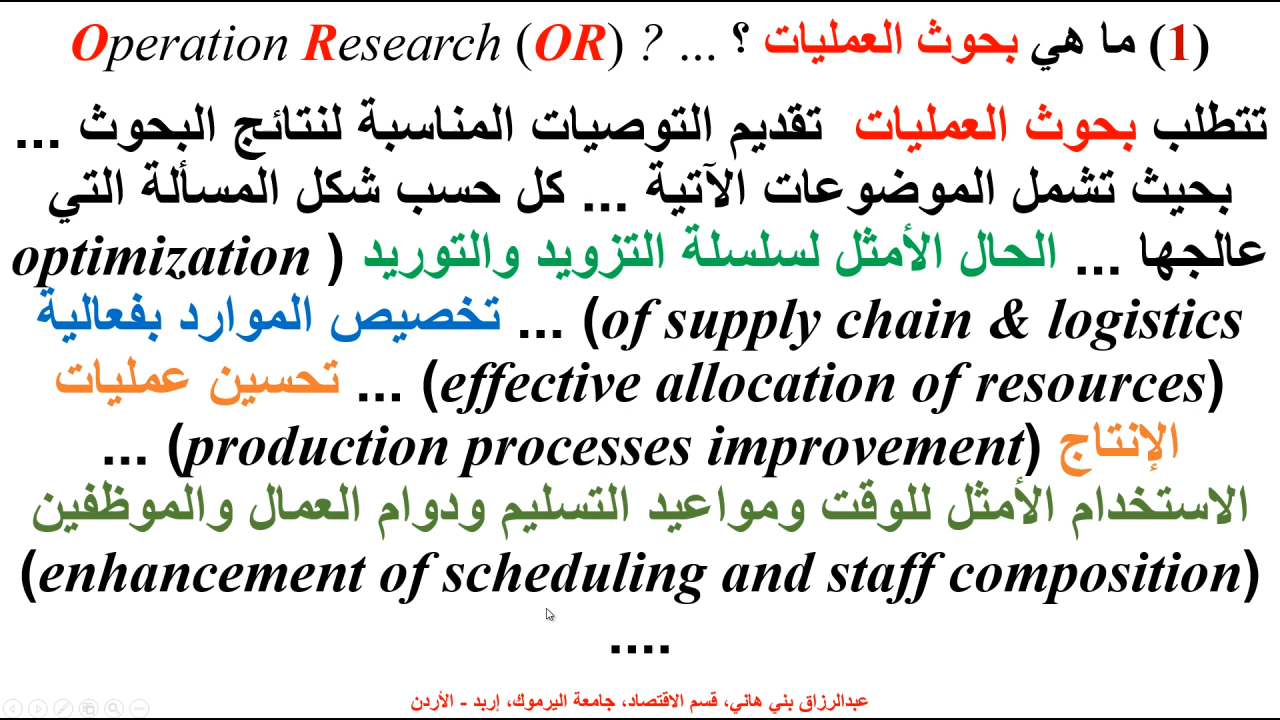 (1) ما هي بحوث العمليات ؟ ... Operation Research (OR) ?
تتطلب بحوث العمليات تقديم التوصيات المناسبة لنتائج البحوث ...
بحيث تشمل الموضوعات الآتية ... كل حسب شكل المسألة التي
عالجها ... الحال الأمثل لسلسلة التزويد والتوريد ( optimization
of supply chain & logistics) ... تخصيص الموارد بفعالية
(effective allocation of resources) ... تحسين عمليات
الإنتاج (production processes improvement) ...
الاستخدام الأمثل للوقت ومواعيد التسليم ودوام العمال والموظفين
(enhancement of scheduling and staff composition)
....
عبدالرزاق بني هاني، قسم الاقتصاد، جامعة اليرموك، إربد - الأردن